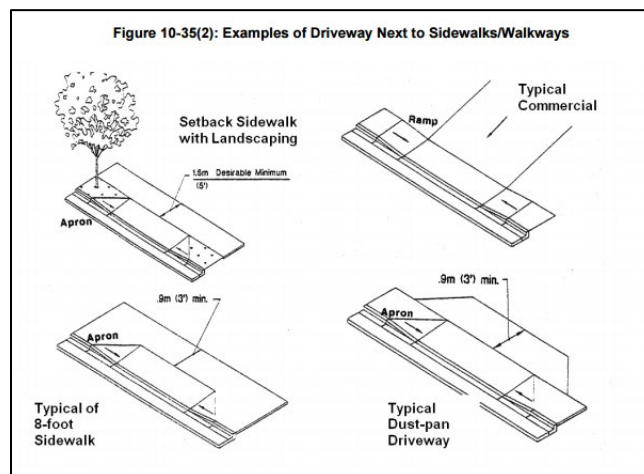 Figure 10-35(2): Examples of Driveway Next to Sidewalks/Walkways
Setback Sidewalk
with Landscaping
1.5m Desirable Minimum
(5')
Apron
Typical
Commercial
Ramp
.9m (3") min.
Apron
Typical of
8-foot
Sidewalk
.9m (3") min.
Apron
Typical
Dust-pan
Driveway